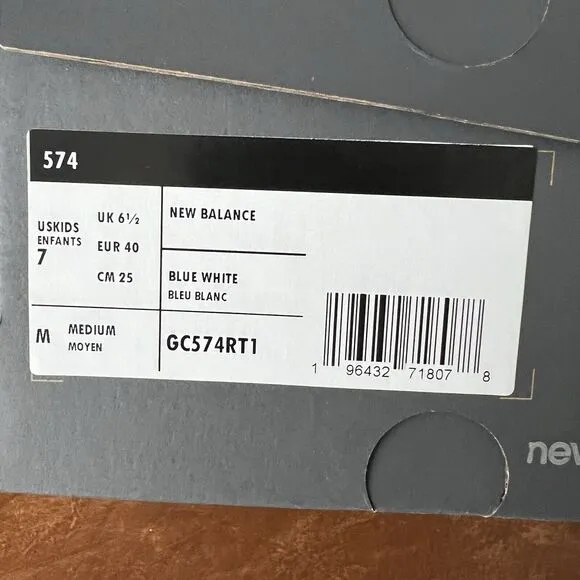 574
USKIDS
ENFANTS
7
UK 6½
EUR 40
CM 25
NEW BALANCE
BLUE WHITE
BLEU BLANC
M
MEDIUM
MOYEN
GC574RT1
1 96432 71807 8
new